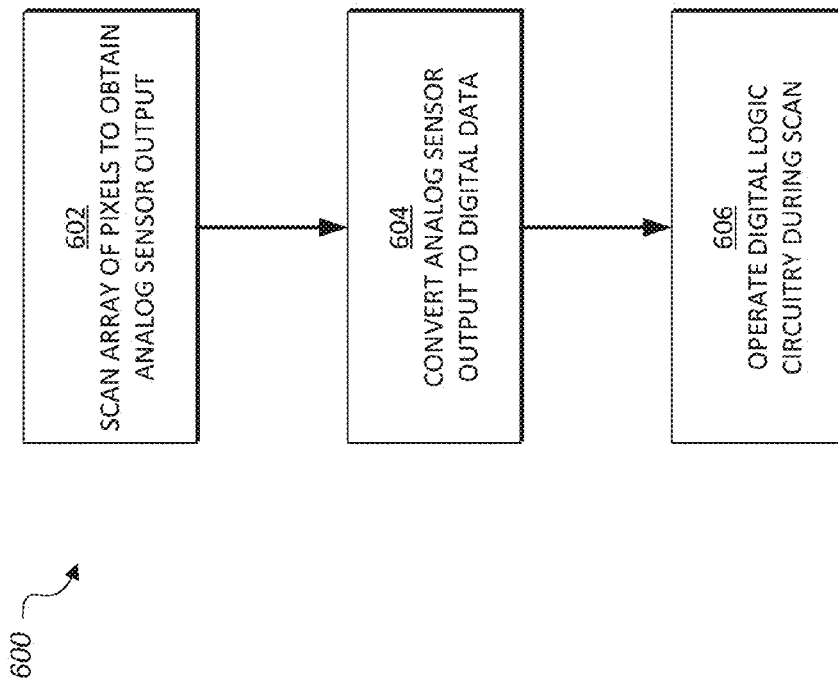 600
602
SCAN ARRAY OF PIXELS TO OBTAIN
ANALOG SENSOR OUTPUT
604
CONVERT ANALOG SENSOR
OUTPUT TO DIGITAL DATA
606
OPERATE DIGITAL LOGIC
CIRCUITRY DURING SCAN